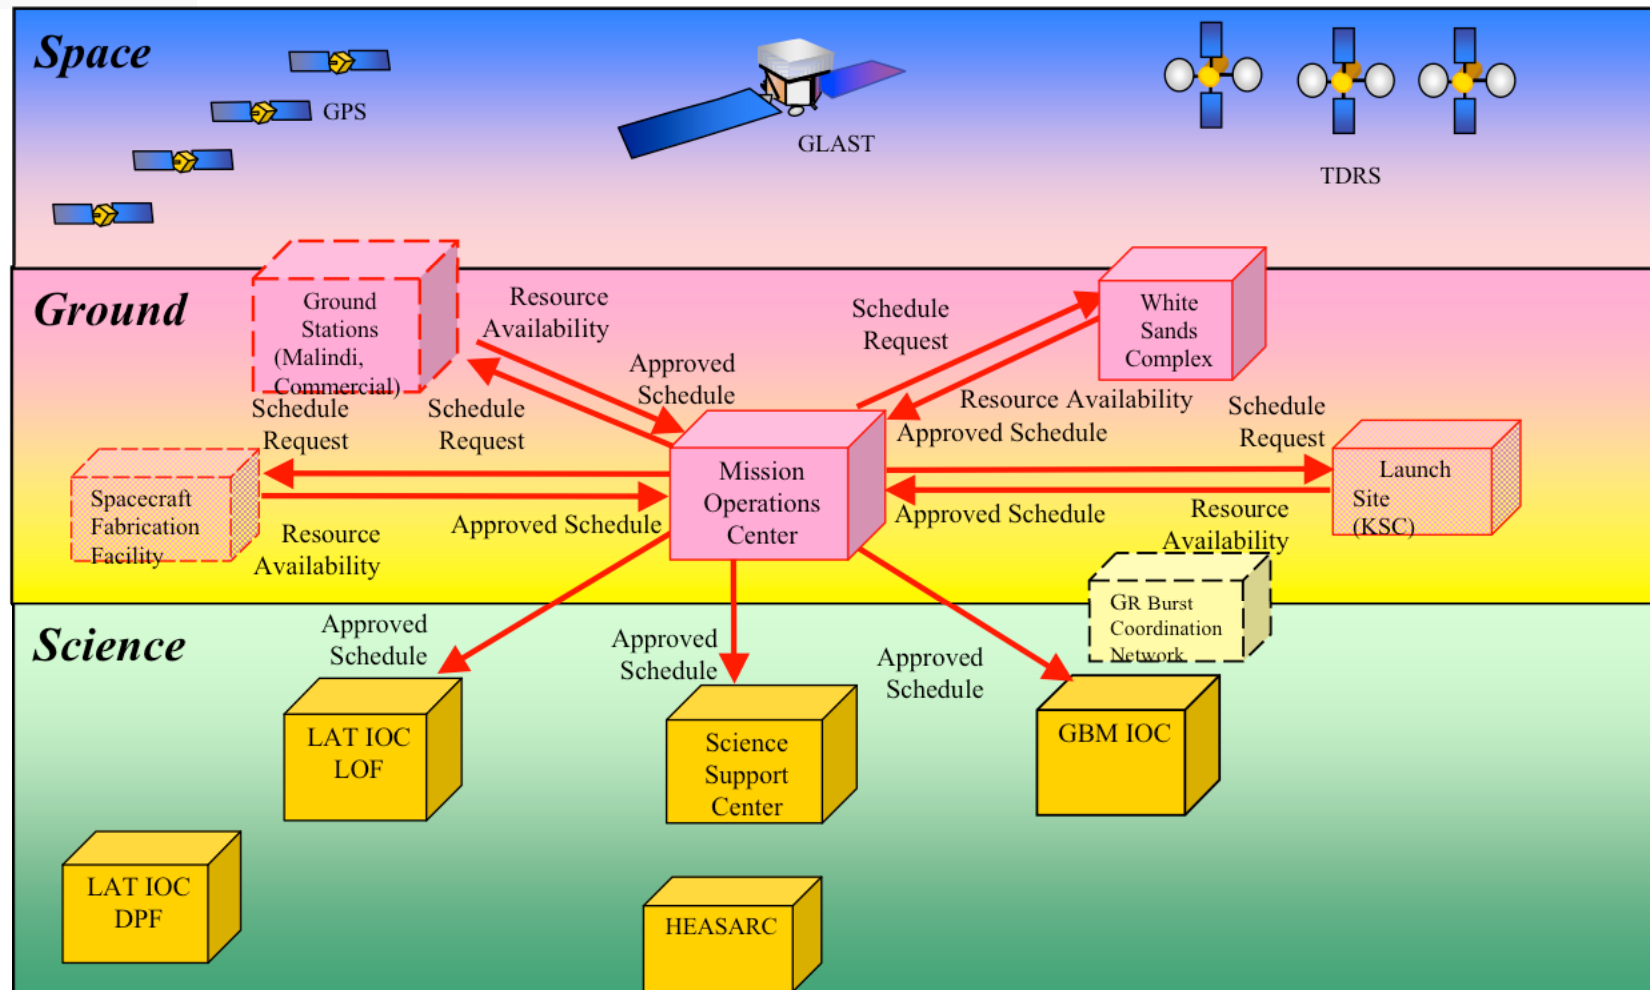 Space
GPS
GLAST
TDRS
Ground
Ground
Stations
(Malindi,
Commercial)
Resource
Availability
Approved
Schedule
Schedule
Request
White
Sands
Complex
Resource Availability
Approved Schedule
Schedule
Request
Schedule
Request
Schedule
Request
Spacecraft
Fabrication
Facility
Resource
Availability
Approved Schedule
Mission
Operations
Center
Approved Schedule
Launch
Site
(KSC)
Resource
Availability
GR Burst
Coordination
Network
Science
Approved
Schedule
Approved
Schedule
Approved
Schedule
LAT IOC
LOF
Science
Support
Center
GBM IOC
LAT IOC
DPF
HEASARC